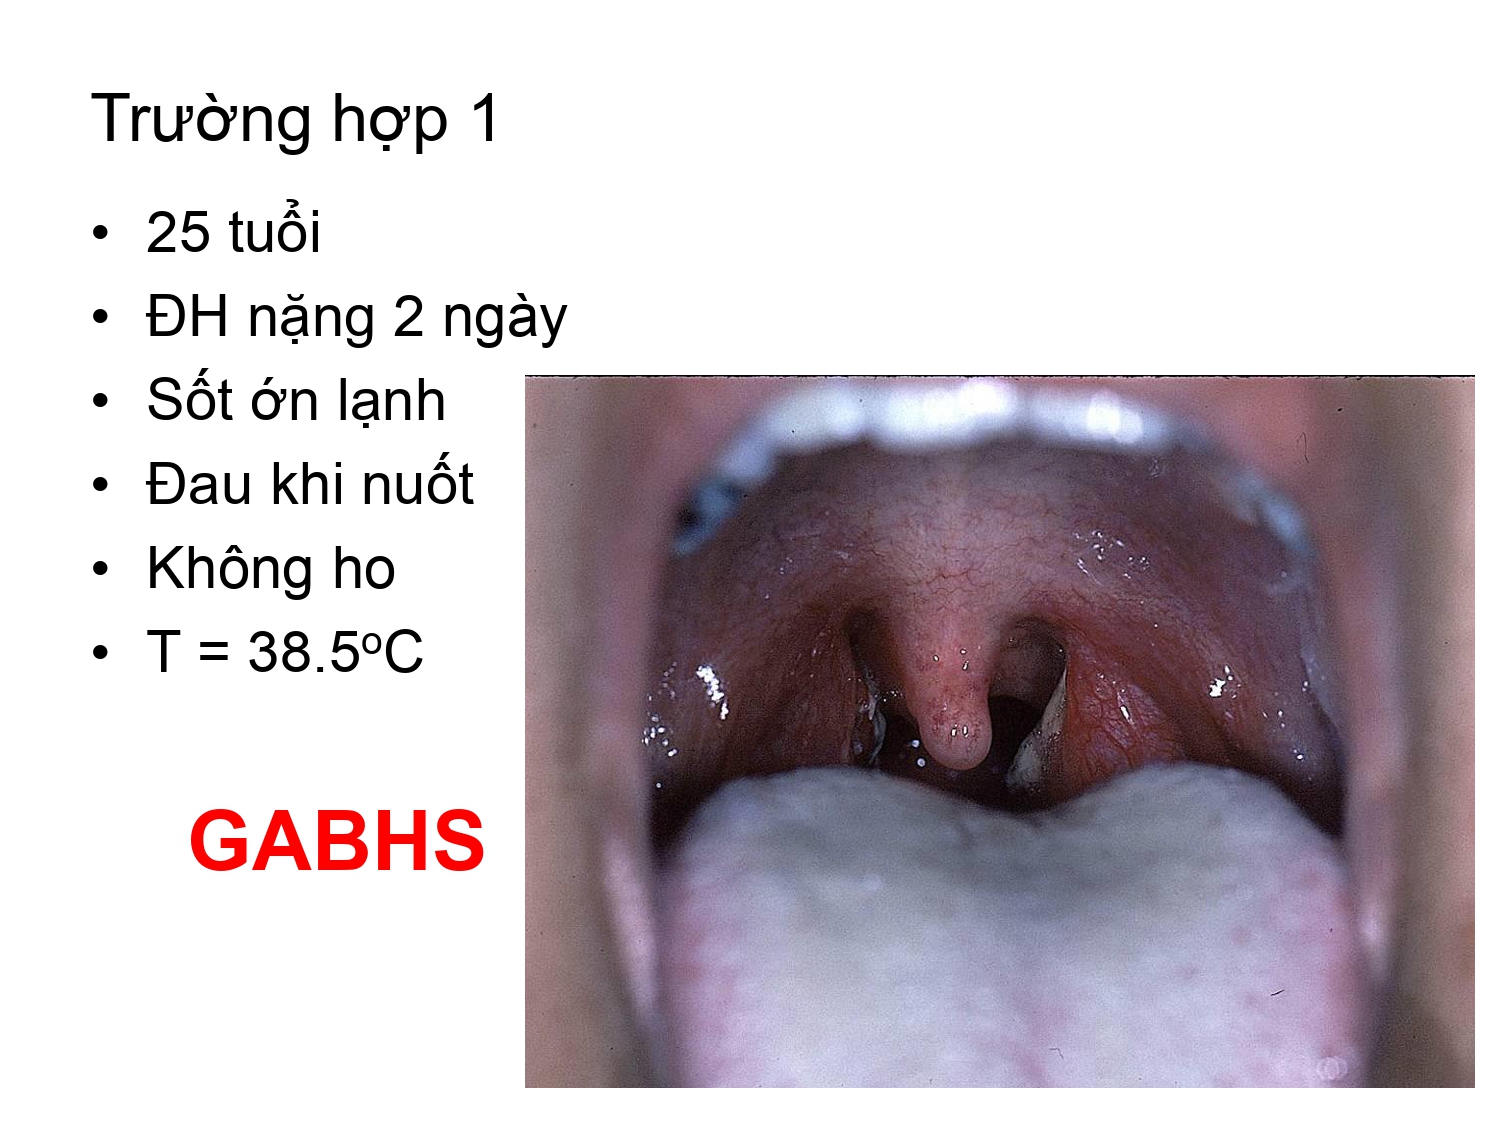 Trường hợp 1
• 25 tuổi
• ĐH nặng 2 ngày
• Sốt ớn lạnh
• Đau khi nuốt
• Không ho
• T = 38.5ºC
GABHS